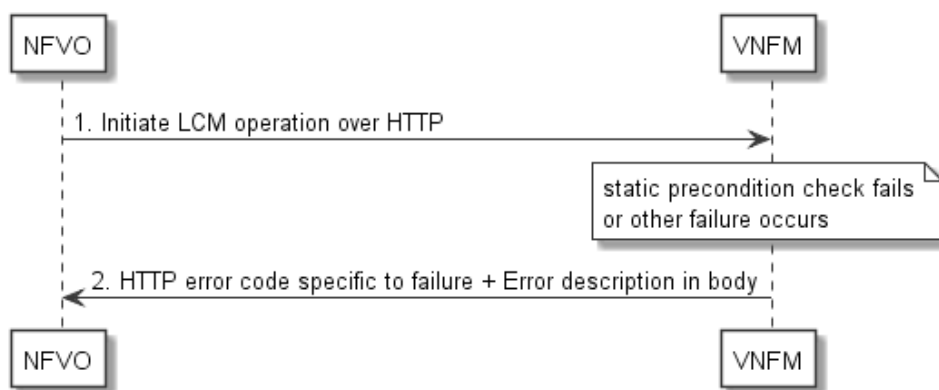 NFVO
VNFM
1. Initiate LCM operation over HTTP
static precondition check fails
or other failure occurs
2. HTTP error code specific to failure + Error description in body
NFVO
VNFM